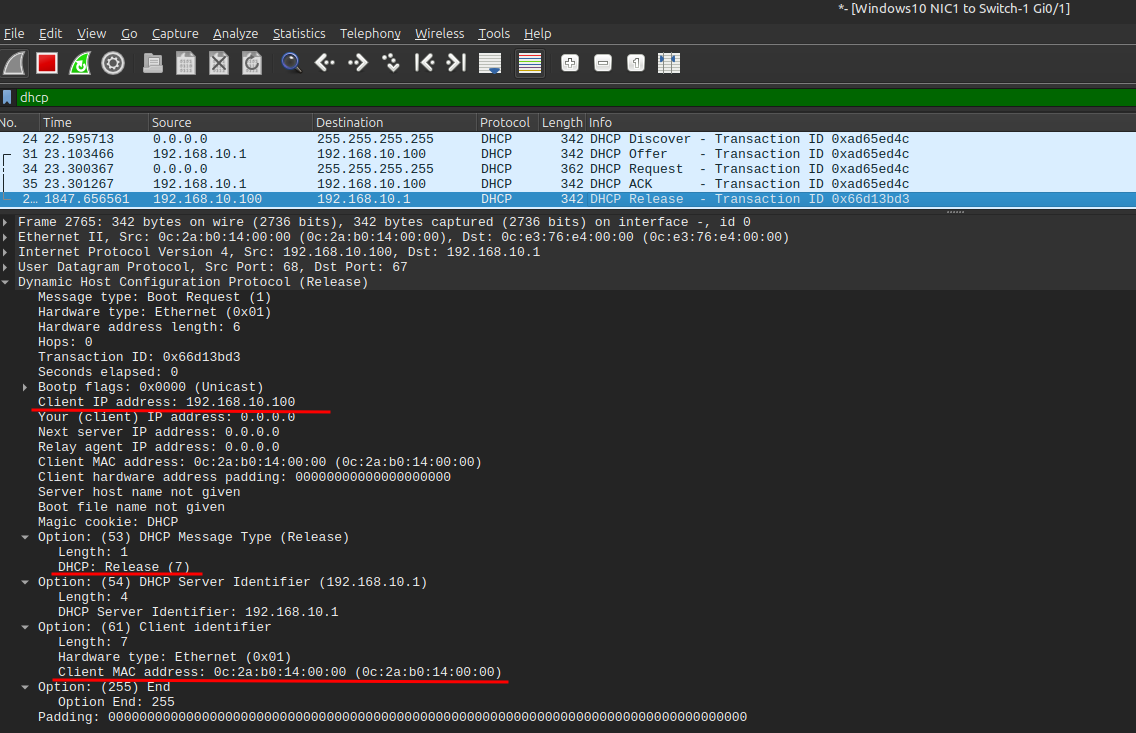 *- [Windows10 NIC1 to Switch-1 Gi0/1]
File Edit View Go Capture Analyze Statistics Telephony Wireless Tools Help
dhcp
No. Time Source Destination Protocol Length Info
24 22.595713 0.0.0.0 255.255.255.255 DHCP 342 DHCP Discover - Transaction ID 0xad65ed4c
31 23.103466 192.168.10.1 192.168.10.100 DHCP 342 DHCP Offer - Transaction ID 0xad65ed4c
34 23.300367 0.0.0.0 255.255.255.255 DHCP 362 DHCP Request - Transaction ID 0xad65ed4c
35 23.301267 192.168.10.1 192.168.10.100 DHCP 342 DHCP ACK - Transaction ID 0xad65ed4c
2… 1847.656561 192.168.10.100 192.168.10.1 DHCP 342 DHCP Release - Transaction ID 0x66d13bd3
Frame 2765: 342 bytes on wire (2736 bits), 342 bytes captured (2736 bits) on interface -, id 0
Ethernet II, Src: 0c:2a:b0:14:00:00 (0c:2a:b0:14:00:00), Dst: 0c:e3:76:e4:00:00 (0c:e3:76:e4:00:00)
Internet Protocol Version 4, Src: 192.168.10.100, Dst: 192.168.10.1
User Datagram Protocol, Src Port: 68, Dst Port: 67
Dynamic Host Configuration Protocol (Release)
Message type: Boot Request (1)
Hardware type: Ethernet (0x01)
Hardware address length: 6
Hops: 0
Transaction ID: 0x66d13bd3
Seconds elapsed: 0
Bootp flags: 0x0000 (Unicast)
Client IP address: 192.168.10.100
Your (client) IP address: 0.0.0.0
Next server IP address: 0.0.0.0
Relay agent IP address: 0.0.0.0
Client MAC address: 0c:2a:b0:14:00:00 (0c:2a:b0:14:00:00)
Client hardware address padding: 00000000000000000000
Server host name not given
Boot file name not given
Magic cookie: DHCP
Option: (53) DHCP Message Type (Release)
Length: 1
DHCP: Release (7)
Option: (54) DHCP Server Identifier (192.168.10.1)
Length: 4
DHCP Server Identifier: 192.168.10.1
Option: (61) Client identifier
Length: 7
Hardware type: Ethernet (0x01)
Client MAC address: 0c:2a:b0:14:00:00 (0c:2a:b0:14:00:00)
Option: (255) End
Option End: 255
Padding: 0000000000000000000000000000000000000000000000000000000000000000000000000000000000